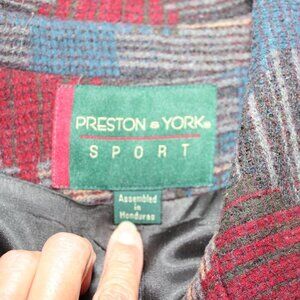 PRESTON & YORK®
SPORT
Assembled
in
Honduras